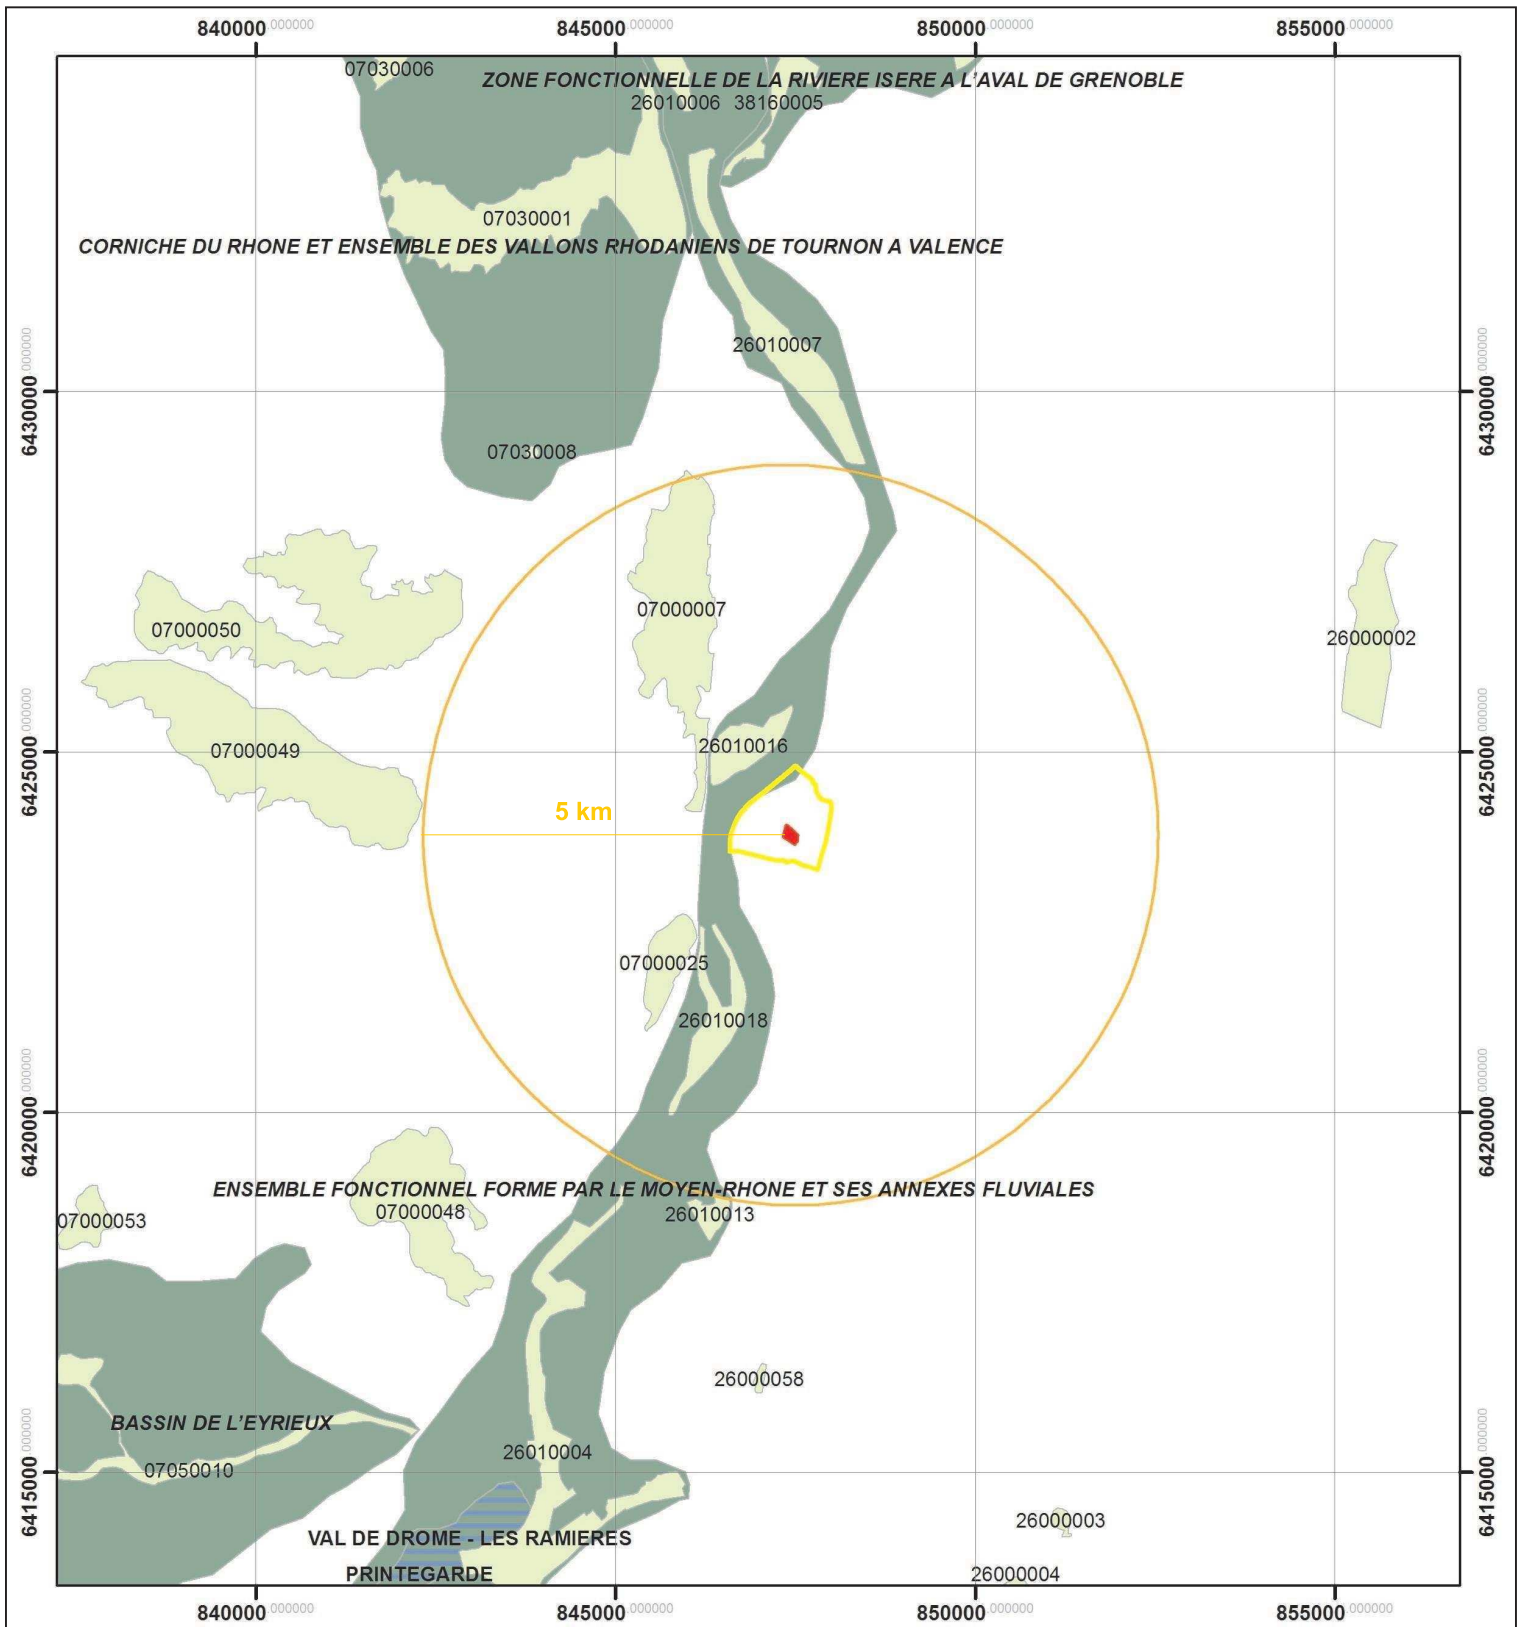 840000.000000 845000.000000 850000.000000 855000.000000
07030006
ZONE FONCTIONNELLE DE LA RIVIERE ISERE A L'AVAL DE GRENOBLE
26010006 38160005
07030001
CORNICHE DU RHONE ET ENSEMBLE DES VALLONS RHODANIENS DE TOURNON A VALENCE
26010007
6430000.000000 6430000.000000
07030008
07000007
07000050
26000002
26010016
07000049
6425000.000000 6425000.000000
5 km
07000025
26010018
6420000.000000 6420000.000000
ENSEMBLE FONCTIONNEL FORME PAR LE MOYEN-RHONE ET SES ANNEXES FLUVIALES
07000048
26010013
07000053
26000058
BASSIN DE L'EYRIEUX
26010004
07050010
6415000.000000 6415000.000000
26000003
VAL DE DROME - LES RAMIERES
PRINTEGARDE
26000004
840000.000000 845000.000000 850000.000000 855000.000000